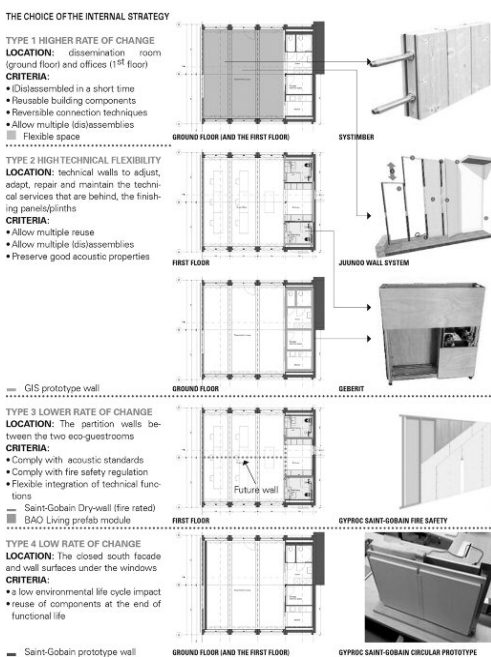 THE CHOICE OF THE INTERNAL STRATEGY
TYPE 1 HIGHER RATE OF CHANGE
LOCATION: dissemination room
(ground floor) and offices (1st floor)
CRITERIA:
• (Dis)assembled in a short time
• Reusable building components
• Reversible connection techniques
• Allow multiple (dis)assemblies
Flexible space
GROUND FLOOR (AND THE FIRST FLOOR)
SYSTIMBER
TYPE 2 HIGH TECHNICAL FLEXIBILITY
LOCATION: technical walls to adjust,
adapt, repair and maintain the techni-
cal services that are behind, the finish-
ing panels/plinths
CRITERIA:
• Allow multiple reuse
• Allow multiple (dis)assemblies
• Preserve good acoustic properties
FIRST FLOOR
JUUNOO WALL SYSTEM
GIS prototype wall
GROUND FLOOR
GEBERIT
TYPE 3 LOWER RATE OF CHANGE
LOCATION: The partition walls be-
tween the two eco-guestrooms
CRITERIA:
• Comply with acoustic standards
• Comply with fire safety regulation
• Flexible integration of technical func-
tions
Saint-Gobain Dry-wall (fire rated)
BAO Living prefab module
Future wall
FIRST FLOOR
GYPROC SAINT-GOBAIN FIRE SAFETY
TYPE 4 LOW RATE OF CHANGE
LOCATION: The closed south facade
and wall surfaces under the windows
CRITERIA:
• a low environmental life cycle impact
• reuse of components at the end of
functional life
Saint-Gobain prototype wall
GROUND FLOOR (AND THE FIRST FLOOR)
GYPROC SAINT-GOBAIN CIRCULAR PROTOTYPE